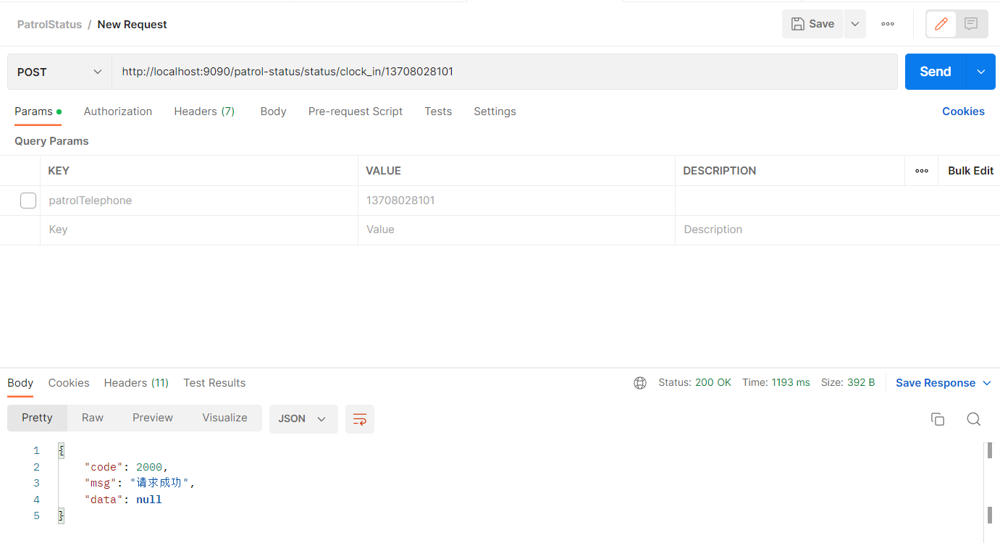 PatrolStatus / New Request
Save
POST
http://localhost:9090/patrol-status/status/clock_in/13708028101
Send
Params Authorization Headers (7) Body Pre-request Script Tests Settings Cookies
Query Params
KEY VALUE DESCRIPTION Bulk Edit
patrolTelephone 13708028101
Key Value Description
Body Cookies Headers (11) Test Results Status: 200 OK Time: 1193 ms Size: 392 B Save Response
Pretty Raw Preview Visualize JSON
1 {
2 "code": 2000,
3 "msg": "请求成功",
4 "data": null
5 }